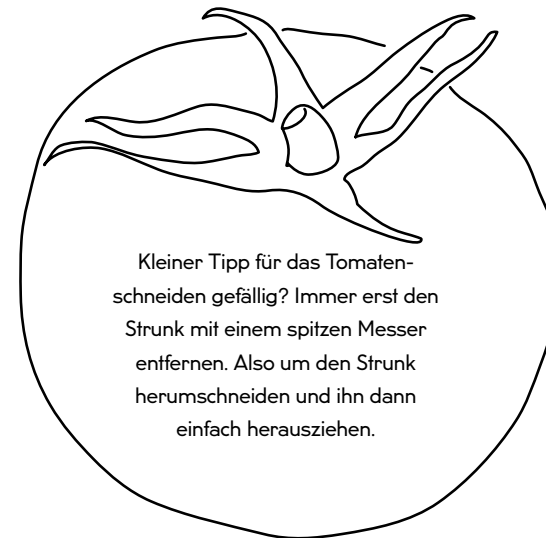 Kleiner Tipp für das Tomaten-
schneiden gefällig? Immer erst den
Strunk mit einem spitzen Messer
entfernen. Also um den Strunk
herumschneiden und ihn dann
einfach herausziehen.